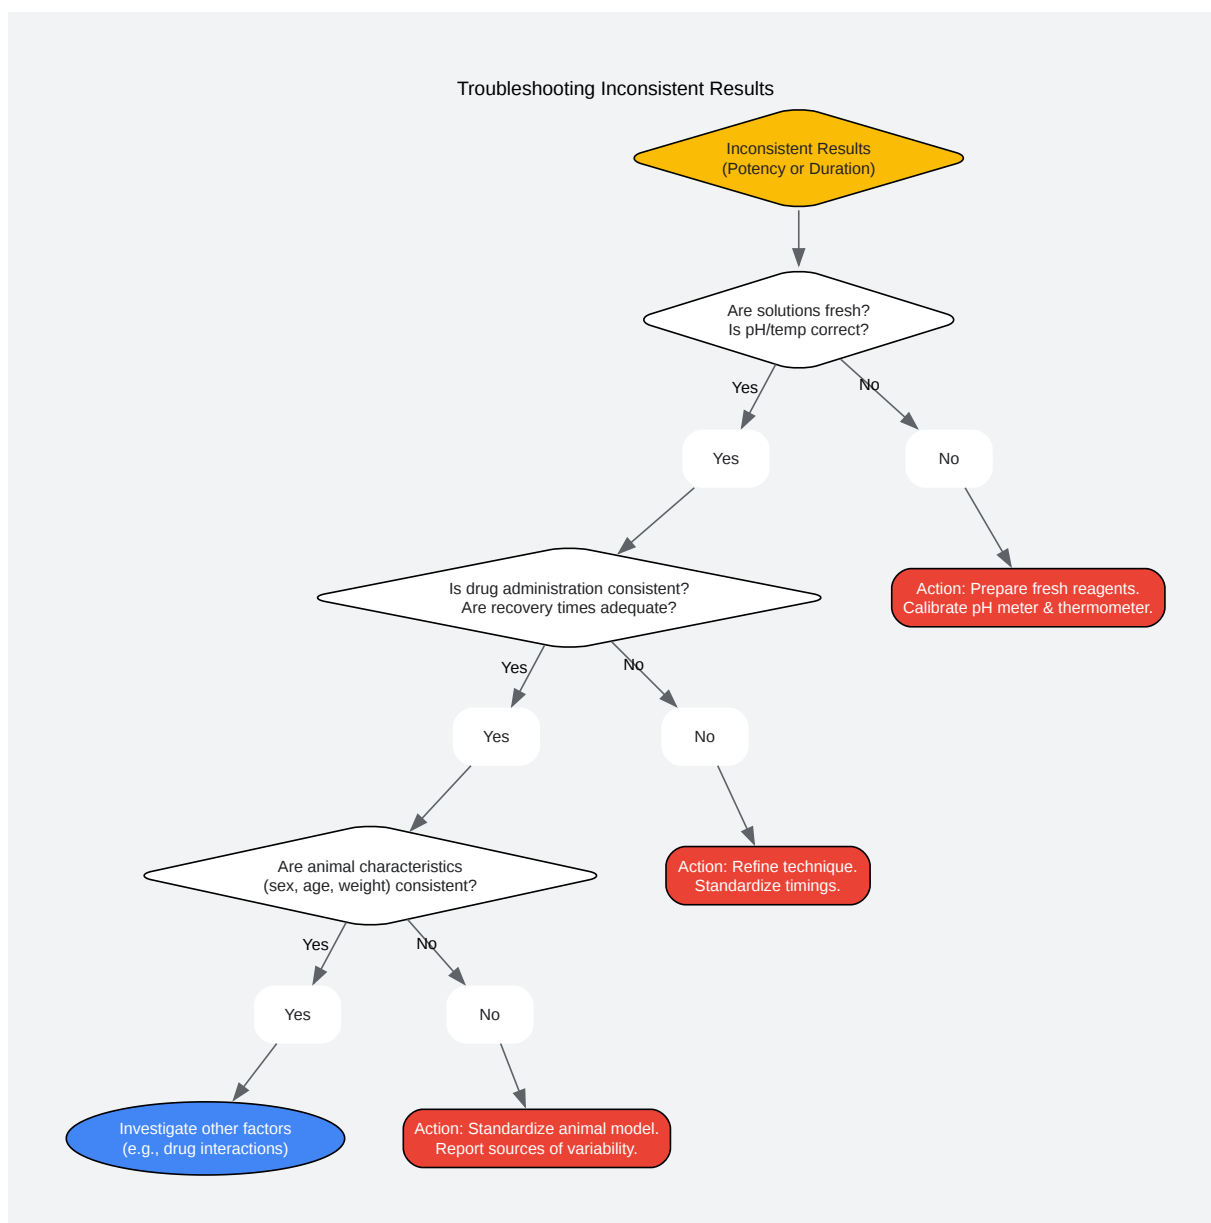 Troubleshooting Inconsistent Results
Inconsistent Results
(Potency or Duration)
Are solutions fresh?
Is pH/temp correct?
Yes
No
Yes
No
Is drug administration consistent?
Are recovery times adequate?
Action: Prepare fresh reagents.
Calibrate pH meter & thermometer.
Yes
No
Yes
No
Are animal characteristics
(sex, age, weight) consistent?
Action: Refine technique.
Standardize timings.
Yes
No
Yes
No
Investigate other factors
(e.g., drug interactions)
Action: Standardize animal model.
Report sources of variability.